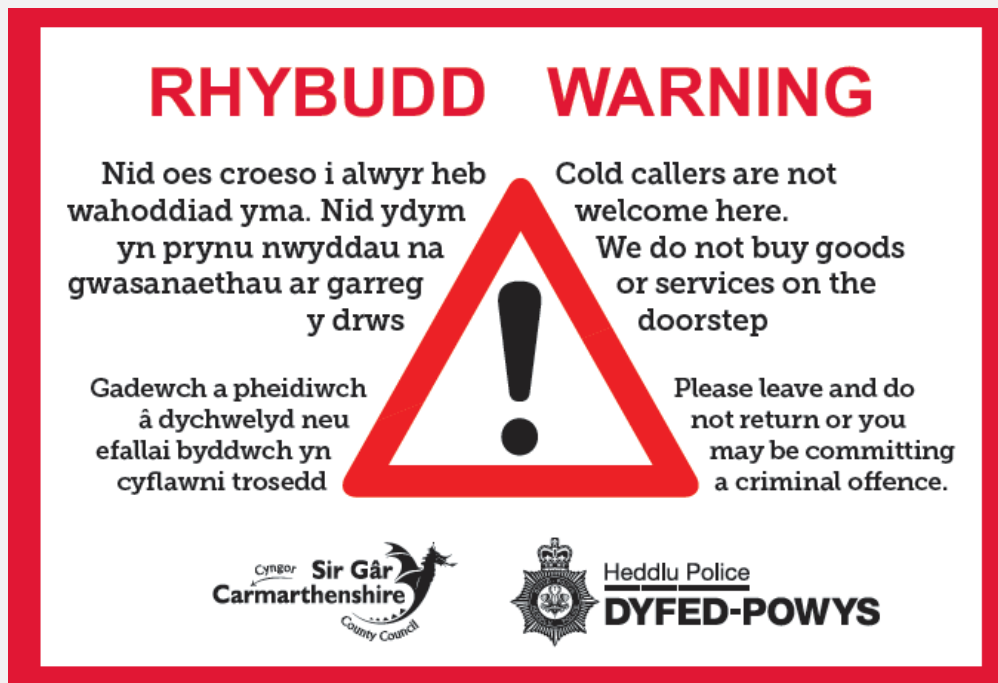 RHYBUDD WARNING
Nid oes croeso i alwyr heb
wahoddiad yma. Nid ydym
yn prynu nwyddau na
gwasanaethau ar garreg
y drws
Cold callers are not
welcome here.
We do not buy goods
or services on the
doorstep
Gadewch a pheidiwch
â dychwelyd neu
efallai byddwch yn
cyflawni trosedd
Please leave and do
not return or you
may be committing
a criminal offence.
Cyngor Sir Gâr
Carmarthenshire
County Council
Heddlu Police
DYFED-POWYS